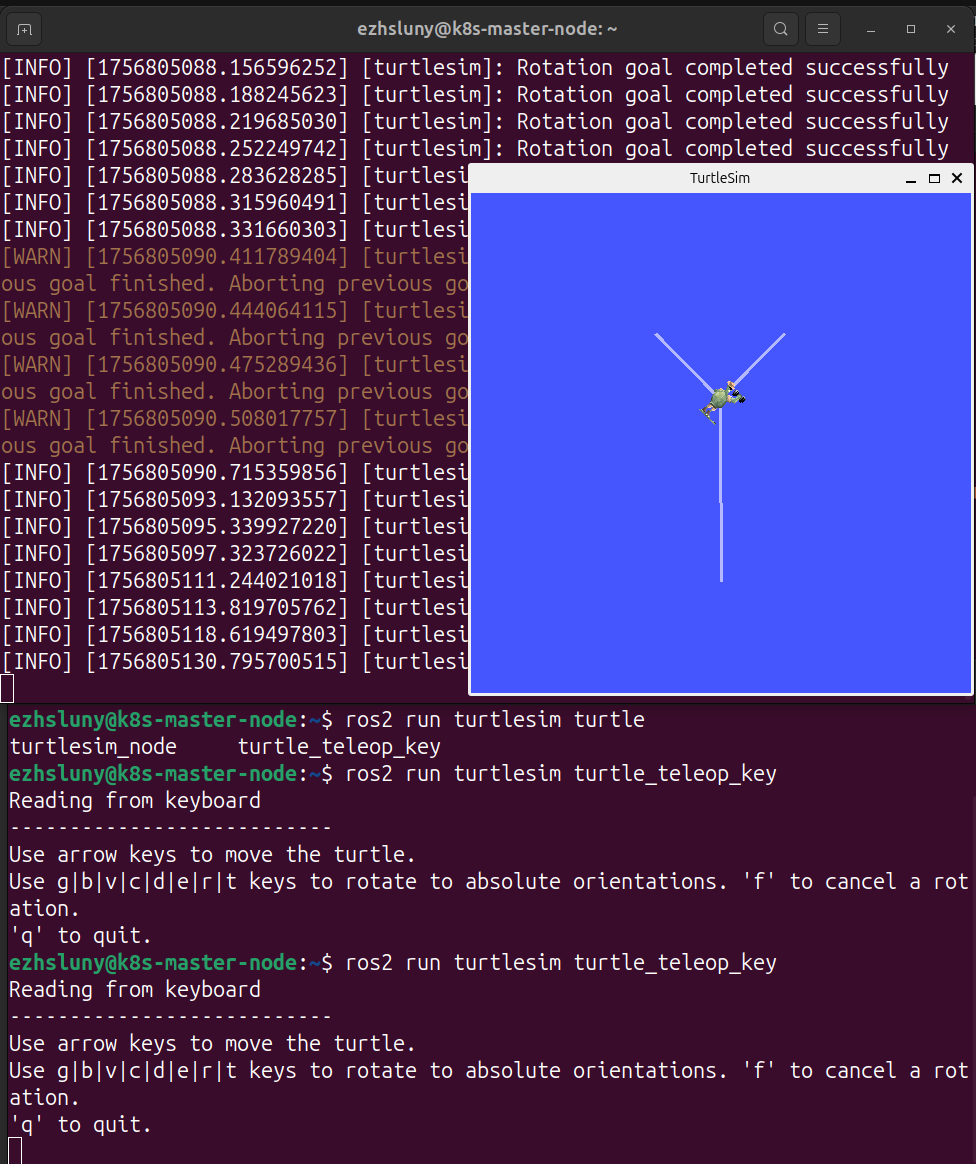 ezhsluny@k8s-master-node: ~
[INFO] [1756805088.156596252] [turtlesim]: Rotation goal completed successfully
[INFO] [1756805088.188245623] [turtlesim]: Rotation goal completed successfully
[INFO] [1756805088.219685030] [turtlesim]: Rotation goal completed successfully
[INFO] [1756805088.252249742] [turtlesim]: Rotation goal completed successfully
[INFO] [1756805088.283628285] [turtlesi
[INFO] [1756805088.315960491] [turtlesi
[INFO] [1756805088.331660303] [turtlesi
[WARN] [1756805090.411789404] [turtlesi
ous goal finished. Aborting previous go
[WARN] [1756805090.444064115] [turtlesi
ous goal finished. Aborting previous go
[WARN] [1756805090.475289436] [turtlesi
ous goal finished. Aborting previous go
[WARN] [1756805090.508017757] [turtlesi
ous goal finished. Aborting previous go
[INFO] [1756805090.715359856] [turtlesi
[INFO] [1756805093.132093557] [turtlesi
[INFO] [1756805095.339927220] [turtlesi
[INFO] [1756805097.323726022] [turtlesi
[INFO] [1756805111.244021018] [turtlesi
[INFO] [1756805113.819705762] [turtlesi
[INFO] [1756805118.619497803] [turtlesi
[INFO] [1756805130.795700515] [turtlesi
TurtleSim
ezhsluny@k8s-master-node:~$ ros2 run turtlesim turtle
turtlesim_node     turtle_teleop_key
ezhsluny@k8s-master-node:~$ ros2 run turtlesim turtle_teleop_key
Reading from keyboard
---------------------------
Use arrow keys to move the turtle.
Use g|b|v|c|d|e|r|t keys to rotate to absolute orientations. 'f' to cancel a rot
ation.
'q' to quit.
ezhsluny@k8s-master-node:~$ ros2 run turtlesim turtle_teleop_key
Reading from keyboard
---------------------------
Use arrow keys to move the turtle.
Use g|b|v|c|d|e|r|t keys to rotate to absolute orientations. 'f' to cancel a rot
ation.
'q' to quit.